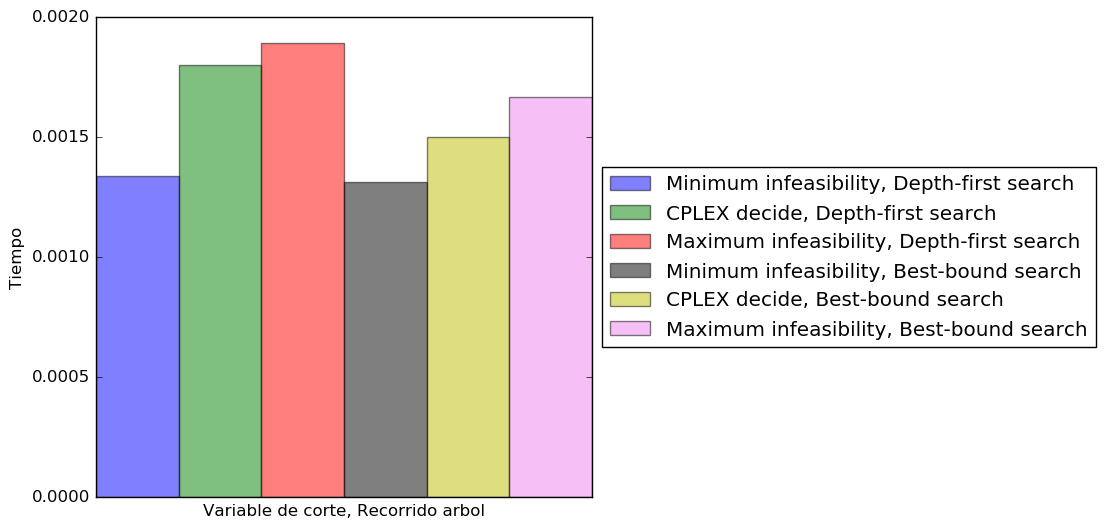 0.0020
0.0015
0.0010
0.0005
0.0000
Tiempo
Variable de corte, Recorrido arbol
Minimum infeasibility, Depth-first search
CPLEX decide, Depth-first search
Maximum infeasibility, Depth-first search
Minimum infeasibility, Best-bound search
CPLEX decide, Best-bound search
Maximum infeasibility, Best-bound search